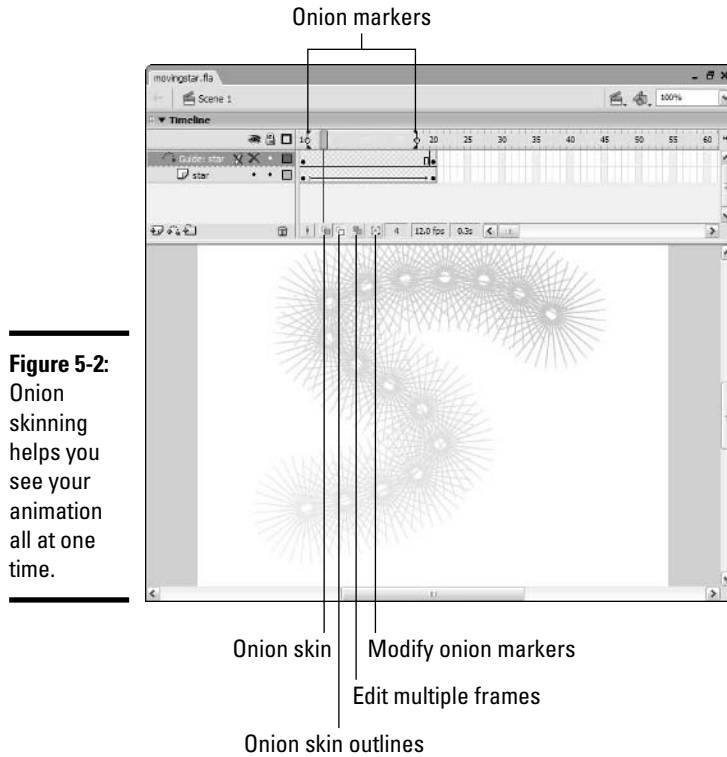 Onion markers
movingstar.fla
Scene 1
100%
Timeline
1 20 25 30 35 40 45 50 55 60
Guide: star
star
4 12.0 fps 0.3s
Figure 5-2:
Onion
skinning
helps you
see your
animation
all at one
time.
Onion skin
Modify onion markers
Edit multiple frames
Onion skin outlines